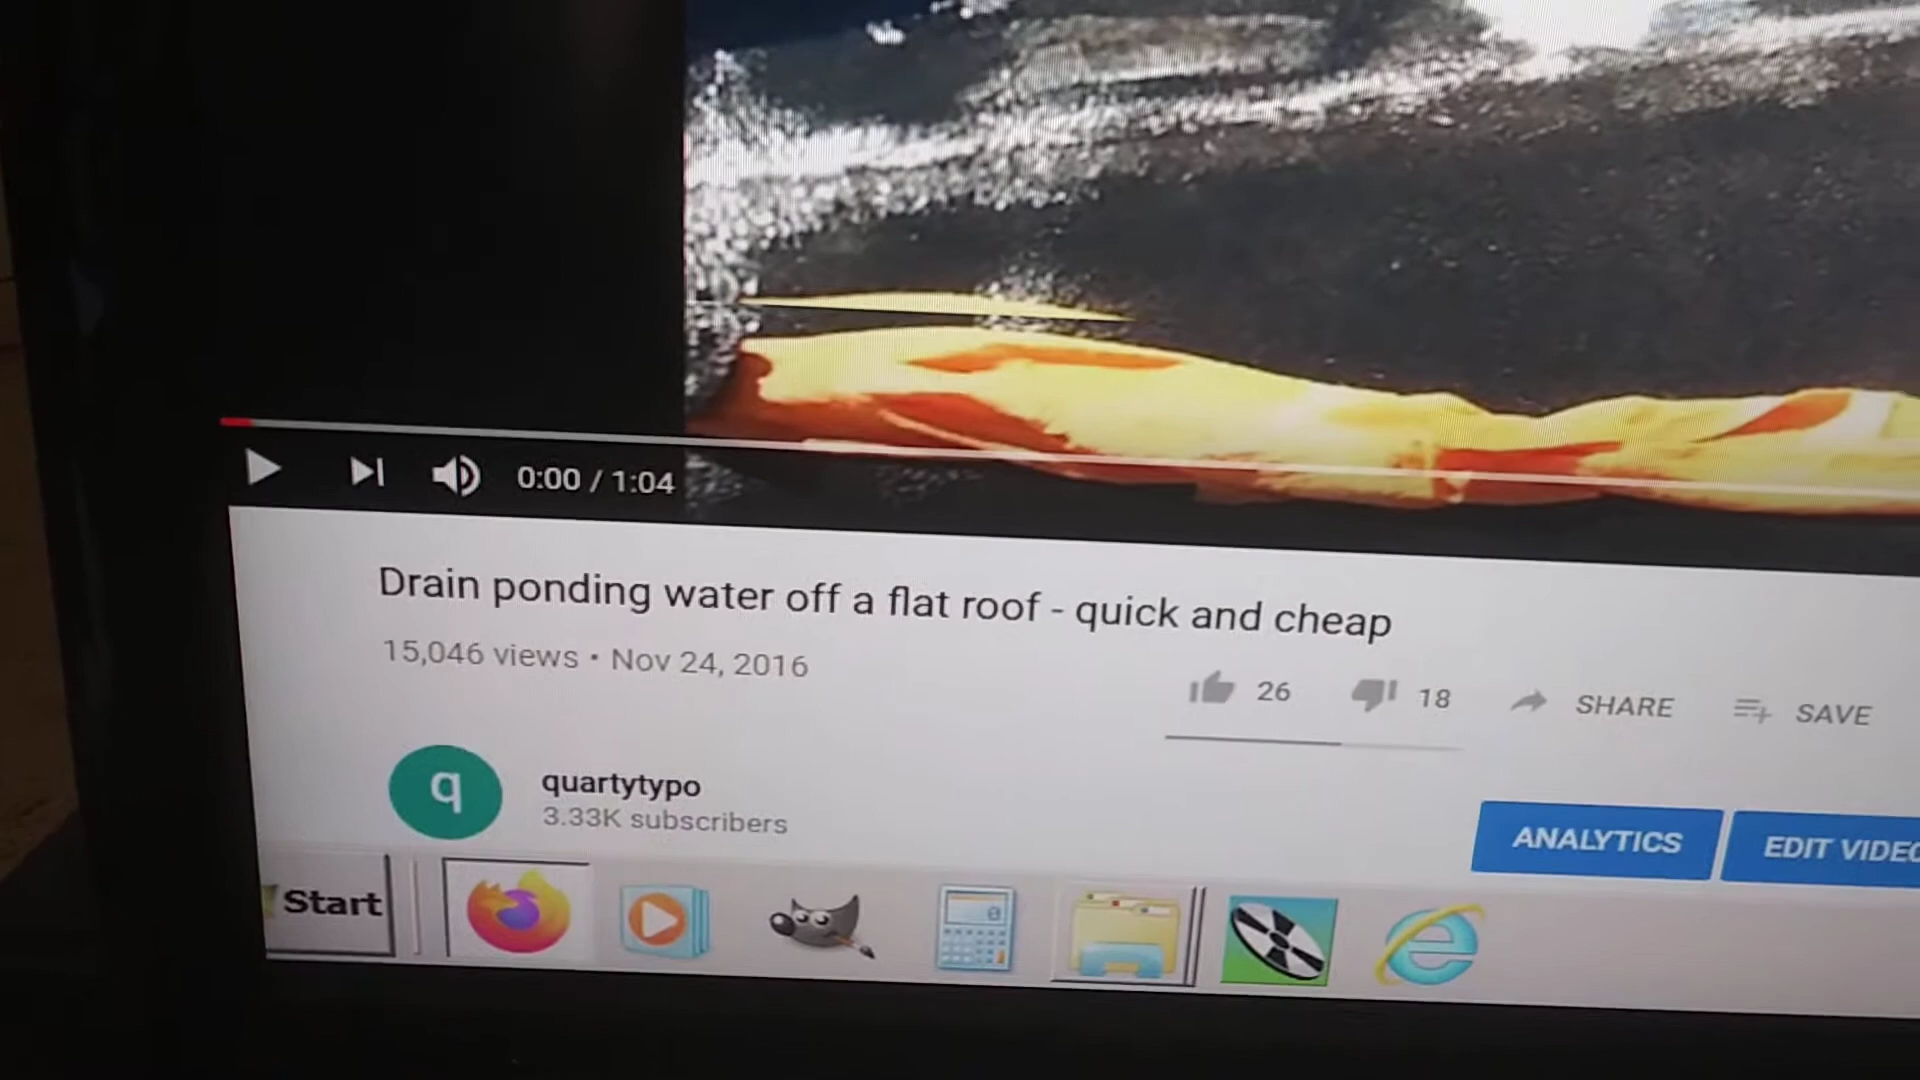 0:00 / 1:04
Drain ponding water off a flat roof - quick and cheap
15,046 views • Nov 24, 2016
26 18 SHARE SAVE
q quartytypo
3.33K subscribers
ANALYTICS EDIT VIDEO
Start